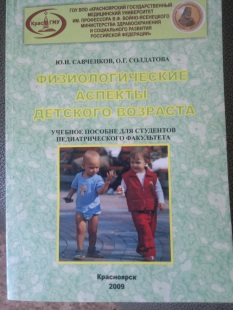 ГОУ ВПО «КРАСНОЯРСКИЙ ГОСУДАРСТВЕННЫЙ
МЕДИЦИНСКИЙ УНИВЕРСИТЕТ
ИМ. ПРОФЕССОРА В.Ф. ВОЙНО-ЯСЕНЕЦКОГО
МИНИСТЕРСТВА ЗДРАВООХРАНЕНИЯ
И СОЦИАЛЬНОГО РАЗВИТИЯ
РОССИЙСКОЙ ФЕДЕРАЦИИ»
КрасГМУ
Ю.И. САВЧЕНКОВ, О.Г. СОЛДАТОВА
ФИЗИОЛОГИЧЕСКИЕ
АСПЕКТЫ
ДЕТСКОГО ВОЗРАСТА
УЧЕБНОЕ ПОСОБИЕ ДЛЯ СТУДЕНТОВ
ПЕДИАТРИЧЕСКОГО ФАКУЛЬТЕТА
Красноярск
2009